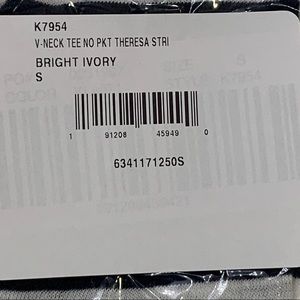 K7954
V-NECK TEE NO PKT THERESA STRI
BRIGHT IVORY
S
1 91208 45949 0
6341171250S